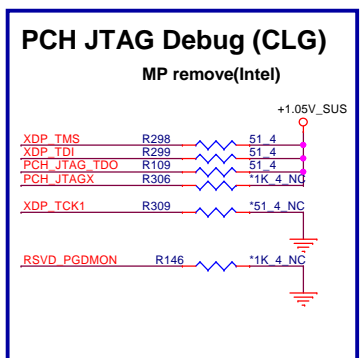 PCH JTAG Debug (CLG)
MP remove(Intel)
+1.05V_SUS
XDP_TMS R298 51_4
XDP_TDI R299 51_4
PCH_JTAG_TDO R109 51_4
PCH_JTAGX R306 *1K_4_NC
XDP_TCK1 R309 *51_4_NC
RSVD_PGDMON R146 *1K_4_NC